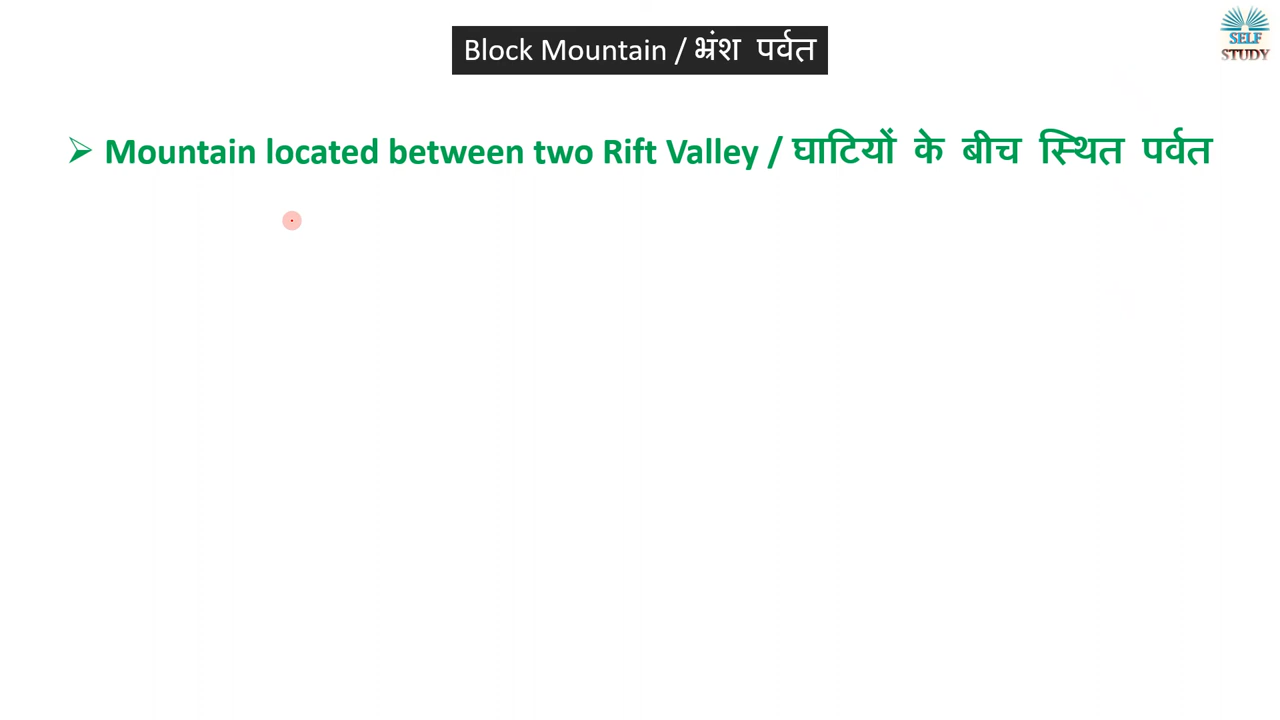 Block Mountain / भ्रंश पर्वत
SELF
STUDY
➢ Mountain located between two Rift Valley / घाटियों के बीच स्थित पर्वत